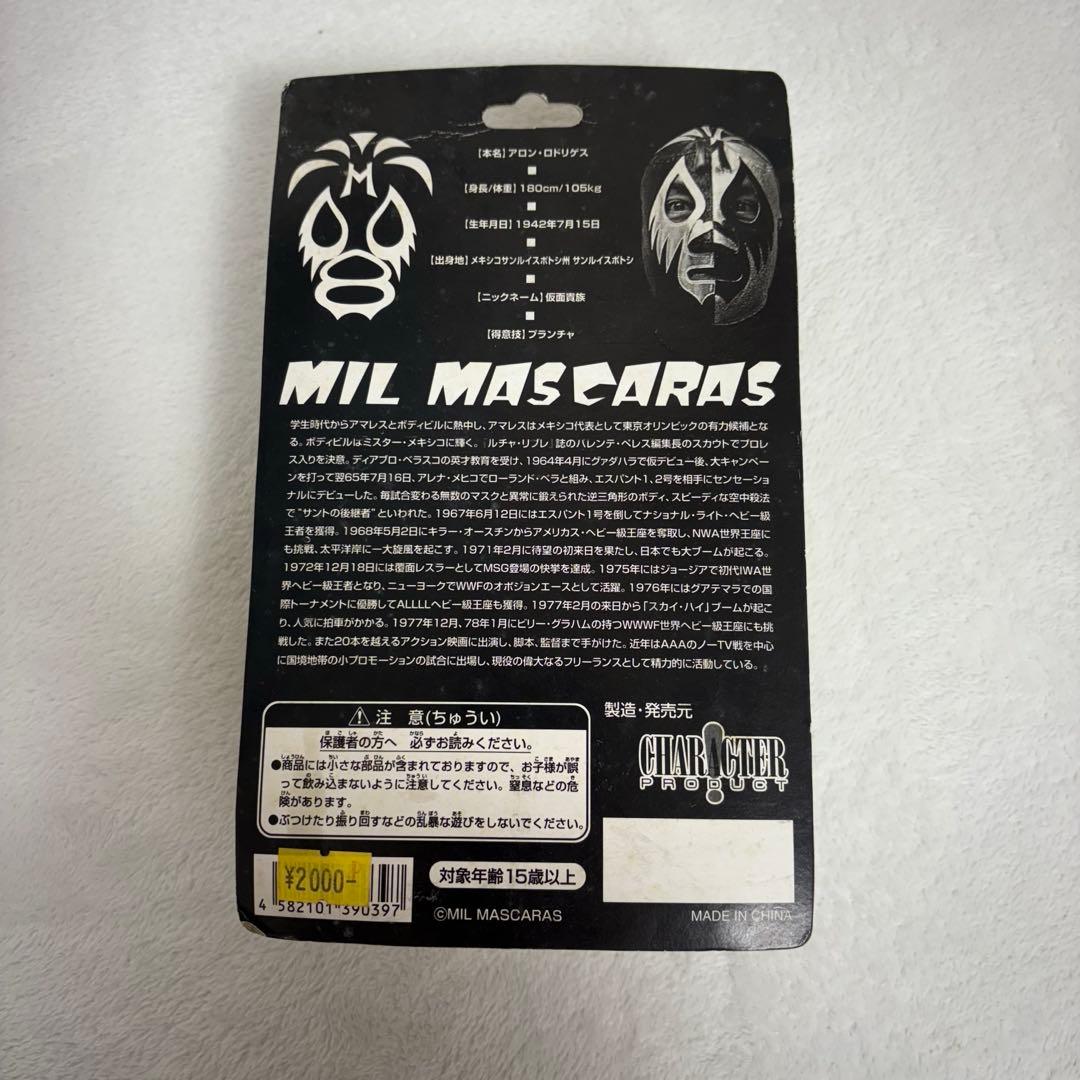 【本名】アロン・ロドリゲス
【身長/体重】180cm/105kg
【生年月日】1942年7月15日
【出身地】メキシコサンルイスポトシ州 サンルイスポトシ
【ニックネーム】仮面貴族
【得意技】プランチャ
M
MIL MASCARAS
学生時代からアマレスとボディビルに熱中し、アマレスはメキシコ代表として東京オリンピックの有力候補とな
る。ボディビルはミスター・メキシコに輝く。『ルチャ・リブレ』誌のバレンテ・ペレス編集長のスカウトでプロレ
ス入りを決意。ディアブロ・ベラスコの英才教育を受け、1964年4月にグァダハラで仮デビュー後、大キャンペー
ンを打って翌65年7月16日、アレナ・メヒコでローランド・ベラと組み、エスパント1、2号を相手にセンセーショ
ナルにデビューした。毎試合変わる無数のマスクと異常に鍛えられた逆三角形のボディ、スピーディな空中殺法
で"サントの後継者"といわれた。1967年6月12日にはエスパント1号を倒してナショナル・ライト・ヘビー級
王者を獲得。1968年5月2日にキラー・オースチンからアメリカス・ヘビー級王座を奪取し、NWA世界王座に
も挑戦、太平洋岸に一大旋風を起こす。1971年2月に待望の初来日を果たし、日本でも大ブームが起こる。
1972年12月18日には覆面レスラーとしてMSG登場の快挙を達成。1975年にはジョージアで初代IWA世
界ヘビー級王者となり、ニューヨークでWWFのオポジョンエースとして活躍。1976年にはグアテマラでの国
際トーナメントに優勝してALLLLヘビー級王座も獲得。1977年2月の来日から「スカイ・ハイ」ブームが起こ
り、人気に拍車がかかる。1977年12月、78年1月にビリー・グラハムの持つWWWF世界ヘビー級王座にも挑
戦した。また20本を越えるアクション映画に出演し、脚本、監督まで手がけた。近年はAAAのノーTV戦を中心
に国境地帯の小プロモーションの試合に出場し、現役の偉大なるフリーランスとして精力的に活動している。
注 意(ちゅうい)
保護者の方へ 必ずお読みください。
●商品には小さな部品が含まれておりますので、お子様が誤
って飲み込まないように注意してください。窒息などの危
険があります。
●ぶつけたり振り回すなどの乱暴な遊びをしないでください。
製造・発売元
CHARACTER
PRODUCT
¥2000-
4 582101 390397
対象年齢15歳以上
©MIL MASCARAS
MADE IN CHINA